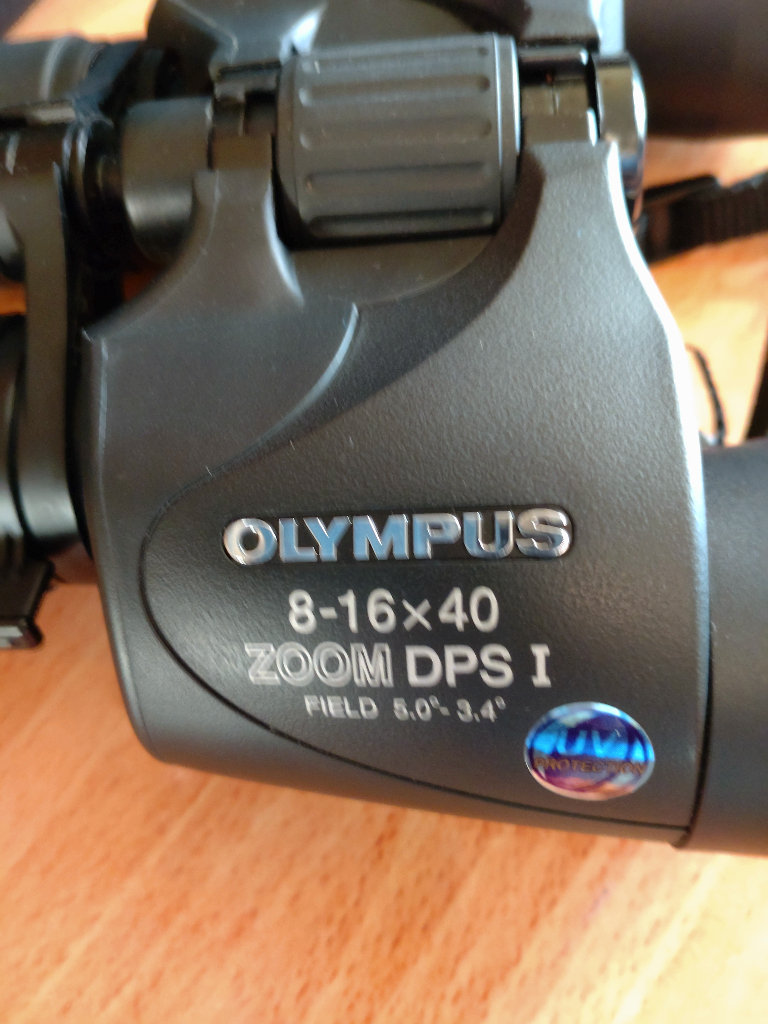 OLYMPUS
8-16×40
ZOOM DPS I
FIELD 5.0°-3.4°
UV
PROTECTION